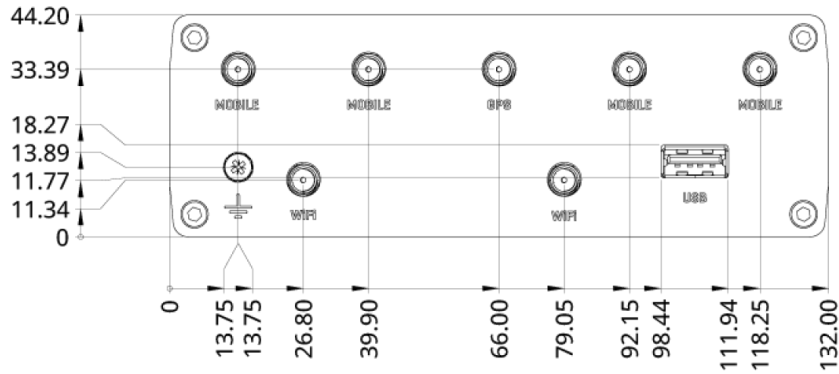 44.20
33.39
MOBILE MOBILE GPS MOBILE MOBILE
18.27
13.89
11.77
11.34
USB
WIFI WIFI
0
0 13.75 13.75 26.80 39.90 66.00 79.05 92.15 98.44 111.94 118.25 132.00